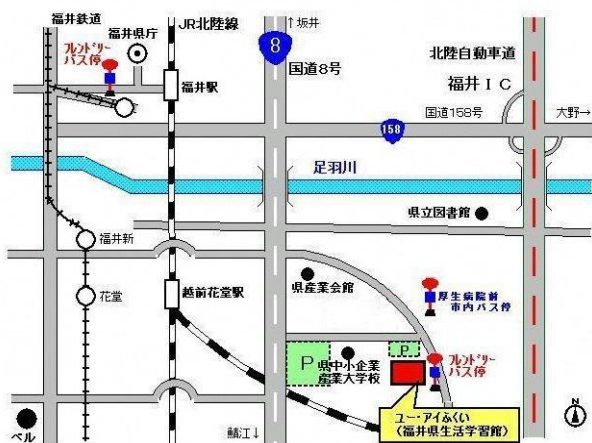 福井鉄道
JR北陸線
↑坂井
福井県庁
ﾌﾚﾝﾄﾞﾘｰ
バス停
8
国道8号
北陸自動車道
福井IC
福井駅
国道158号
大野→
158
足羽川
県立図書館
福井新
県産業会館
花堂
越前花堂駅
厚生病院前
市内バス停
P
県中小企業
産業大学校
P
ﾌﾚﾝﾄﾞﾘｰ
バス停
ユー・アイふくい
(福井県生活学習館)
ベル
鯖江↓
N